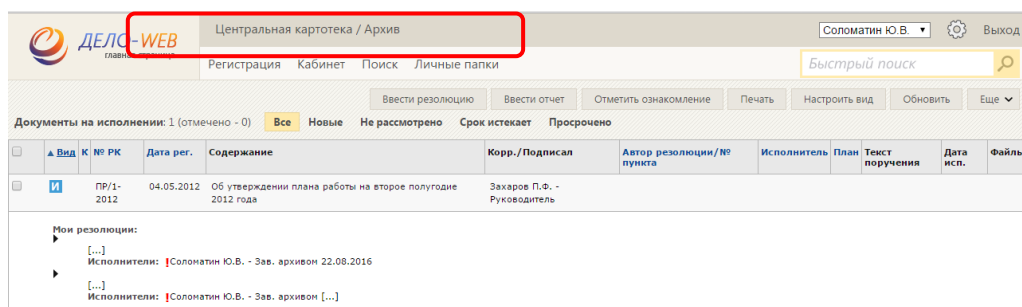 Центральная картотека / Архив
Соломатин Ю.В. Выход
ДЕЛО-WEB
главная страница
Регистрация Кабинет Поиск Личные папки
Быстрый поиск
Ввести резолюцию Ввести отчет Отметить ознакомление Печать Настроить вид Обновить Еще
Документы на исполнении: 1 (отмечено - 0) Все Новые Не рассмотрено Срок истекает Просрочено
Вид К № РК Дата рег. Содержание Корр./Подписал Автор резолюции/№ Исполнитель План Текст Дата Файлы
пункта поручения исп.
И ПР/1- 04.05.2012 Об утверждении плана работы на второе полугодие Захаров П.Ф. -
2012 2012 года Руководитель
Мои резолюции:
[...]
Исполнители: !Соломатин Ю.В. - Зав. архивом 22.08.2016
[...]
Исполнители: !Соломатин Ю.В. - Зав. архивом [...]